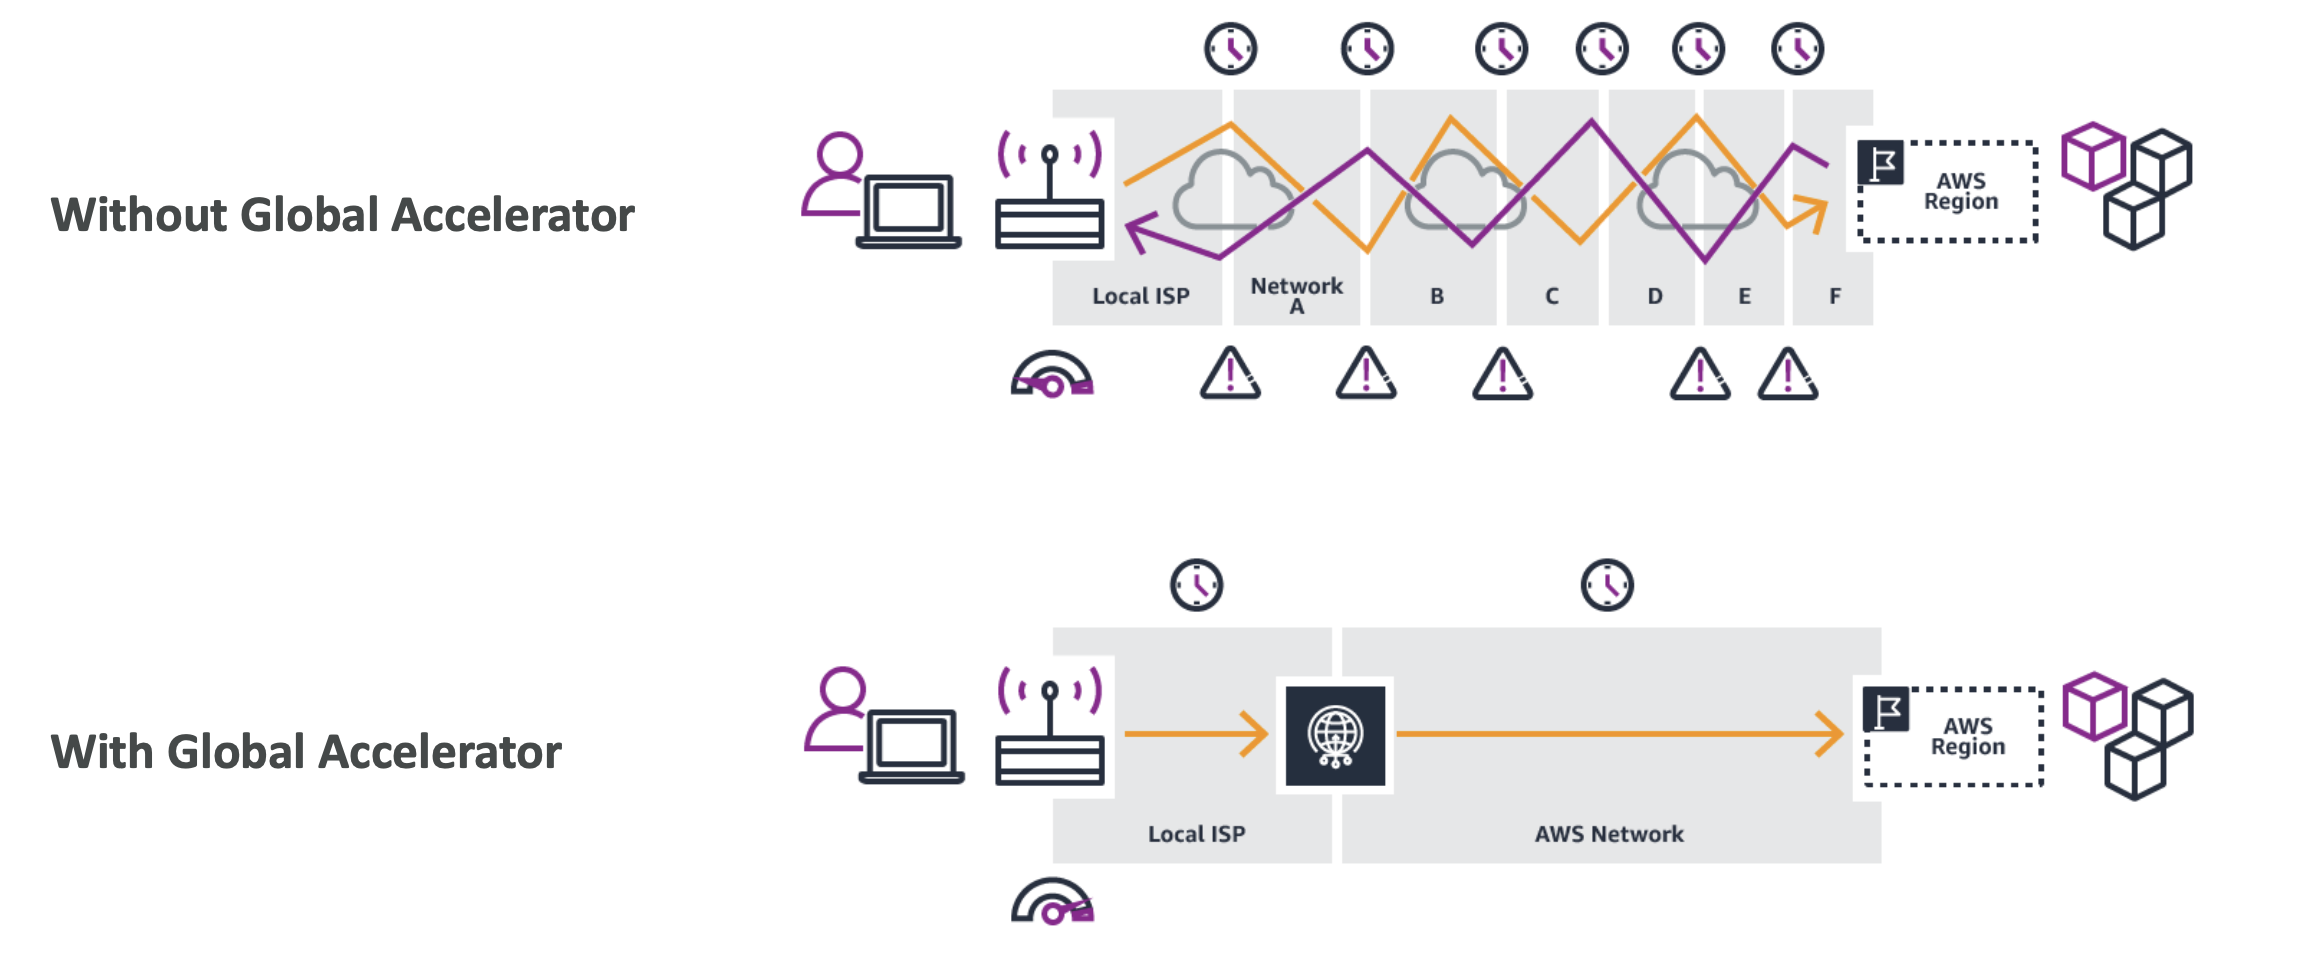 Without Global Accelerator
AWS
Region
Local ISP
Network
A
B
C
D
E
F
With Global Accelerator
AWS
Region
Local ISP
AWS Network